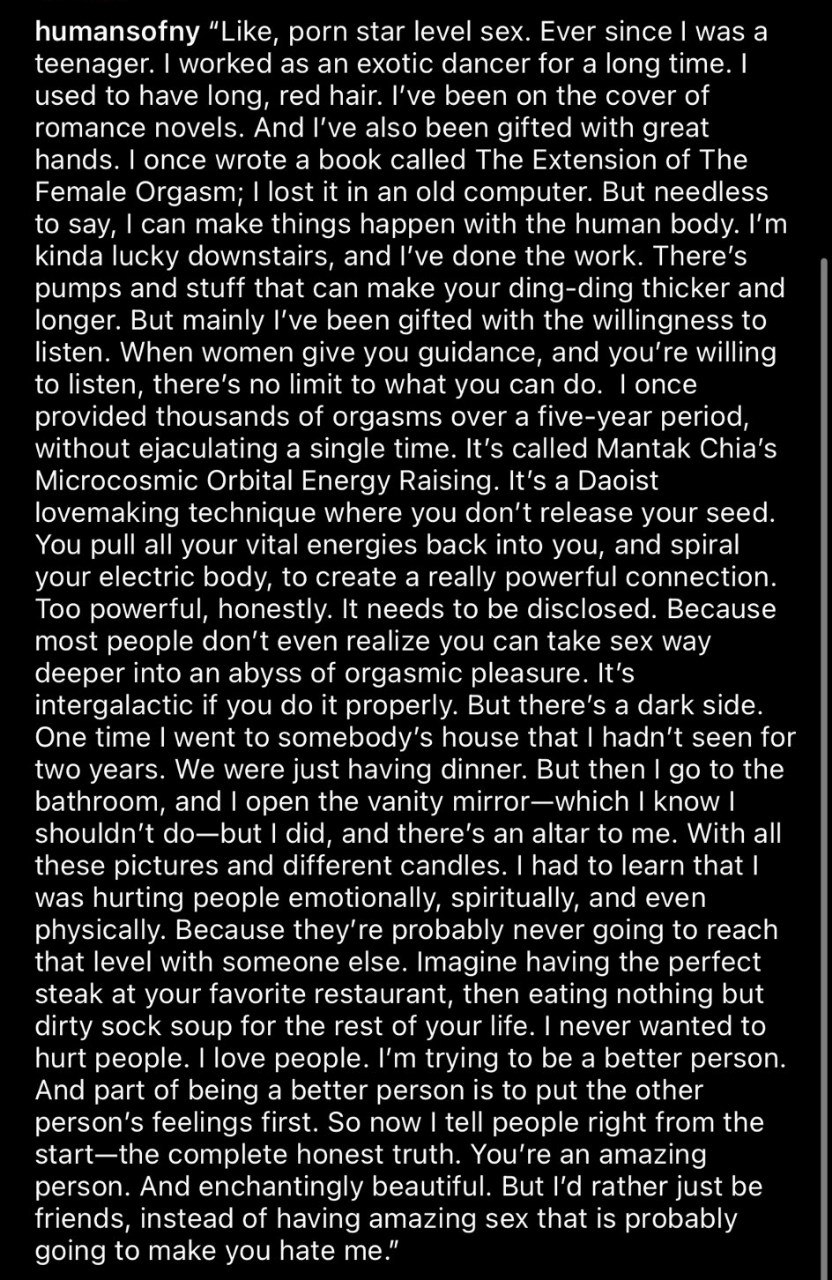 humansofny “Like, porn star level sex. Ever since I was a
teenager. I worked as an exotic dancer for a long time. I
used to have long, red hair. I’ve been on the cover of
romance novels. And I’ve also been gifted with great
hands. I once wrote a book called The Extension of The
Female Orgasm; I lost it in an old computer. But needless
to say, I can make things happen with the human body. I’m
kinda lucky downstairs, and I’ve done the work. There’s
pumps and stuff that can make your ding-ding thicker and
longer. But mainly I’ve been gifted with the willingness to
listen. When women give you guidance, and you’re willing
to listen, there’s no limit to what you can do.  I once
provided thousands of orgasms over a five-year period,
without ejaculating a single time. It’s called Mantak Chia’s
Microcosmic Orbital Energy Raising. It’s a Daoist
lovemaking technique where you don’t release your seed.
You pull all your vital energies back into you, and spiral
your electric body, to create a really powerful connection.
Too powerful, honestly. It needs to be disclosed. Because
most people don’t even realize you can take sex way
deeper into an abyss of orgasmic pleasure. It’s
intergalactic if you do it properly. But there’s a dark side.
One time I went to somebody’s house that I hadn’t seen for
two years. We were just having dinner. But then I go to the
bathroom, and I open the vanity mirror—which I know I
shouldn’t do—but I did, and there’s an altar to me. With all
these pictures and different candles. I had to learn that I
was hurting people emotionally, spiritually, and even
physically. Because they’re probably never going to reach
that level with someone else. Imagine having the perfect
steak at your favorite restaurant, then eating nothing but
dirty sock soup for the rest of your life. I never wanted to
hurt people. I love people. I’m trying to be a better person.
And part of being a better person is to put the other
person’s feelings first. So now I tell people right from the
start—the complete honest truth. You’re an amazing
person. And enchantingly beautiful. But I’d rather just be
friends, instead of having amazing sex that is probably
going to make you hate me.”